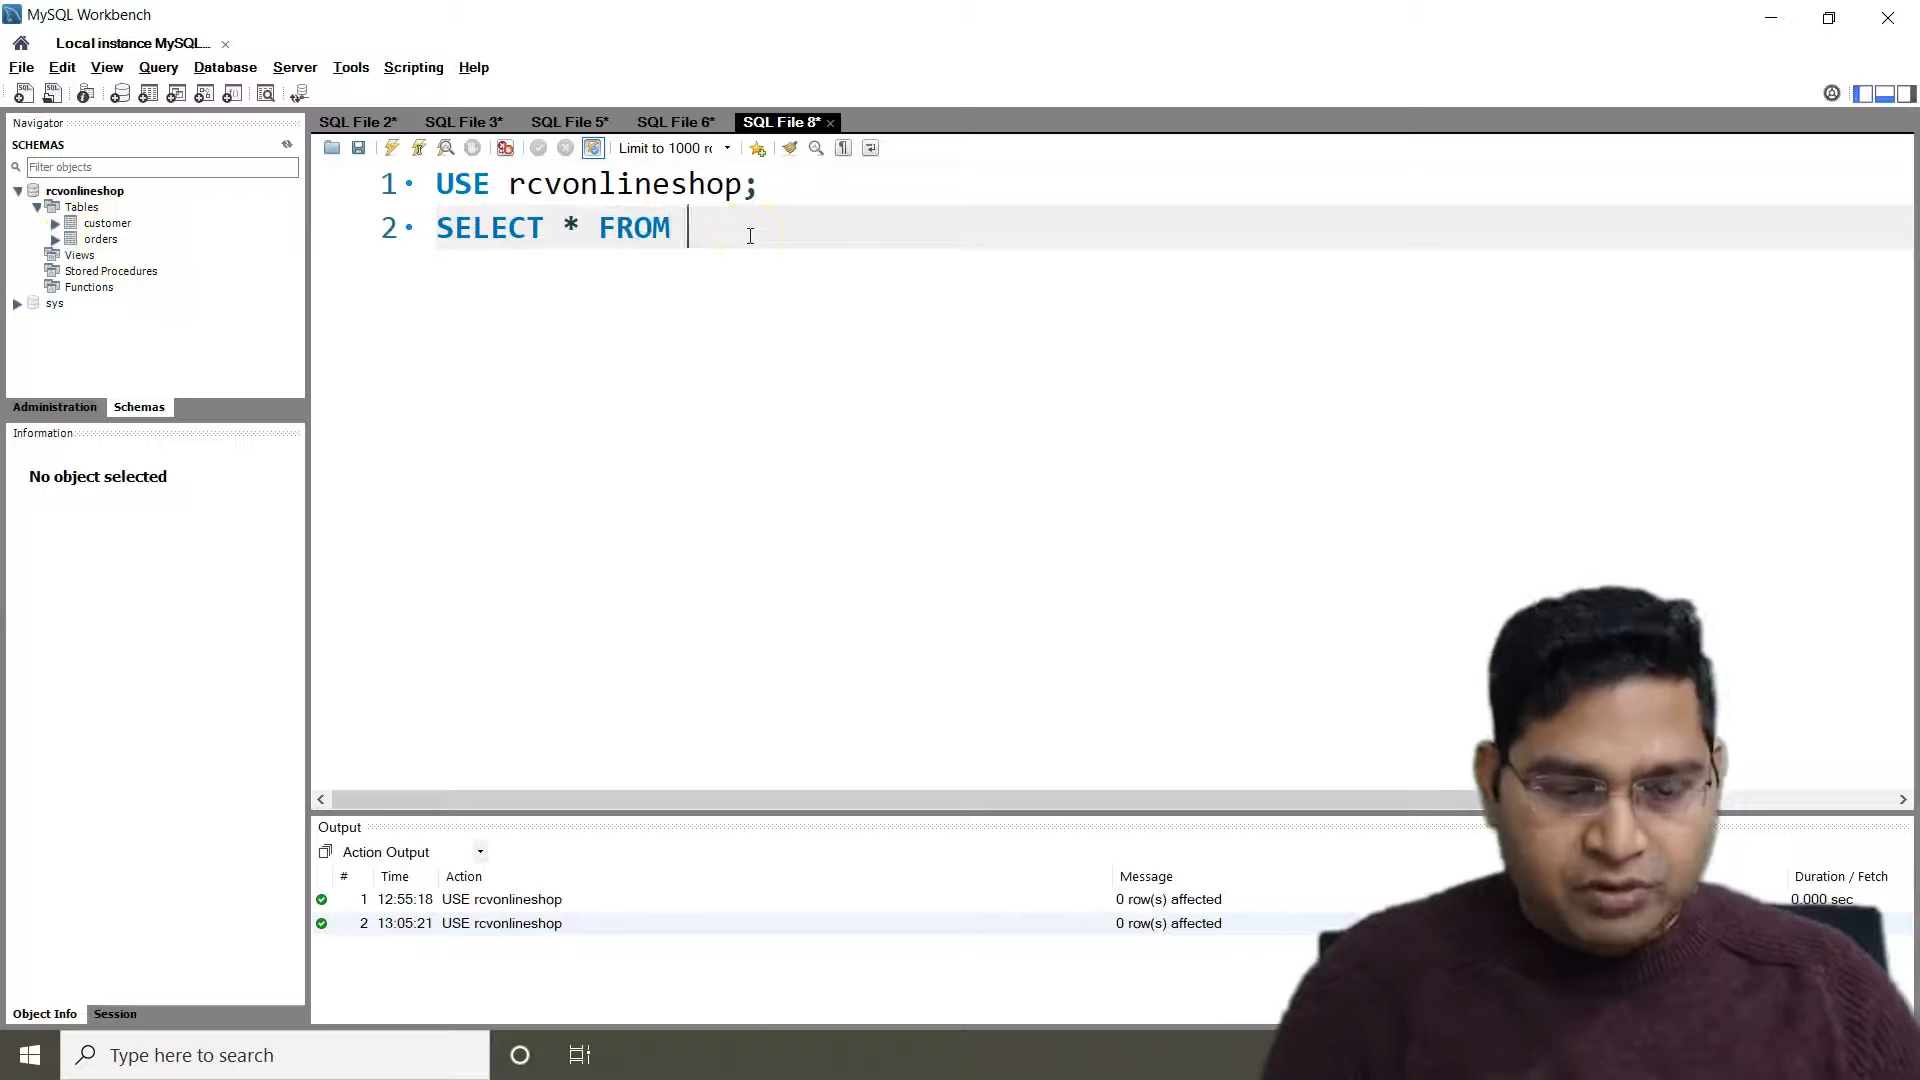 MySQL Workbench
Local instance MySQL...
File Edit View Query Database Server Tools Scripting Help
Navigator
SCHEMAS
Filter objects
rcvonlineshop
Tables
customer
orders
Views
Stored Procedures
Functions
sys
Administration Schemas
Information
No object selected
Object Info Session
SQL File 2* SQL File 3* SQL File 5* SQL File 6* SQL File 8*
Limit to 1000 rc
1 USE rcvonlineshop;
2 SELECT * FROM
Output
Action Output
# Time Action Message Duration / Fetch
1 12:55:18 USE rcvonlineshop 0 row(s) affected 0.000 sec
2 13:05:21 USE rcvonlineshop 0 row(s) affected
Type here to search